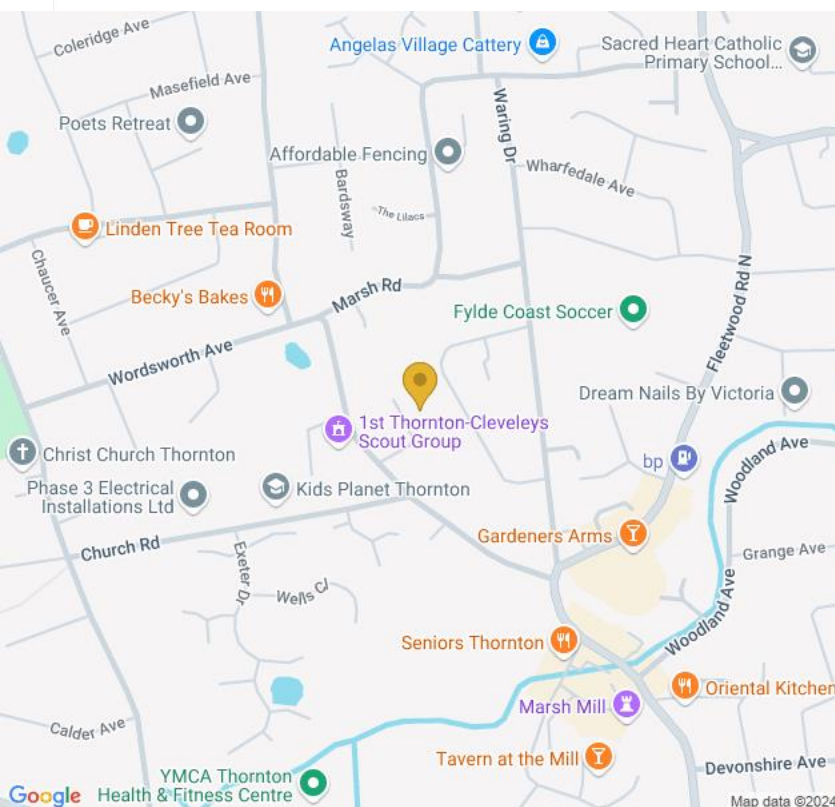 Coleridge Ave
Angelas Village Cattery
Sacred Heart Catholic
Primary School...
Masefield Ave
Poets Retreat
Waring Dr
Affordable Fencing
Wharfedale Ave
Bardsway
The Lilacs
Linden Tree Tea Room
Chaucer Ave
Becky's Bakes
Marsh Rd
Fylde Coast Soccer
Fleetwood Rd N
Wordsworth Ave
Dream Nails By Victoria
1st Thornton-Cleveleys
Scout Group
Christ Church Thornton
bp
Woodland Ave
Phase 3 Electrical
Installations Ltd
Kids Planet Thornton
Gardeners Arms
Church Rd
Grange Ave
Exeter Dr
Wells Cl
Woodland Ave
Seniors Thornton
Oriental Kitchen
Marsh Mill
Calder Ave
Tavern at the Mill
Devonshire Ave
YMCA Thornton
Health & Fitness Centre
Google
Map data ©2024